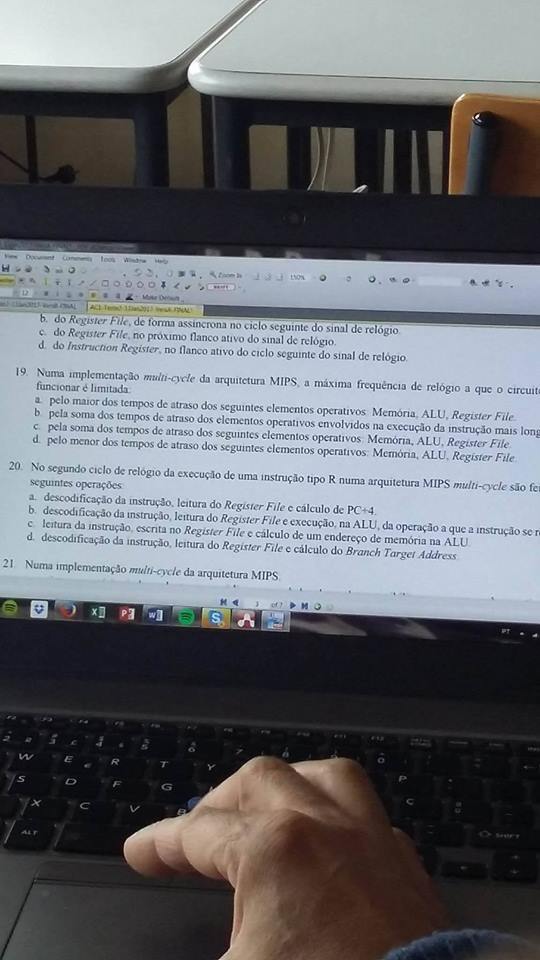 View Document Comments Tools Window Help
Zoom In 150%
12 Make Default
AC1-Teste2-13Jan2017-VersA-FINAL
b. do Register File, de forma assíncrona no ciclo seguinte do sinal de relógio.
c. do Register File, no próximo flanco ativo do sinal de relógio.
d. do Instruction Register, no flanco ativo do ciclo seguinte do sinal de relógio.
19. Numa implementação multi-cycle da arquitetura MIPS, a máxima frequência de relógio a que o circuito
funcionar é limitada:
a. pelo maior dos tempos de atraso dos seguintes elementos operativos: Memória, ALU, Register File.
b. pela soma dos tempos de atraso dos elementos operativos envolvidos na execução da instrução mais long
c. pela soma dos tempos de atraso dos seguintes elementos operativos: Memória, ALU, Register File.
d. pelo menor dos tempos de atraso dos seguintes elementos operativos: Memória, ALU, Register File.
20. No segundo ciclo de relógio da execução de uma instrução tipo R numa arquitetura MIPS multi-cycle são fei
seguintes operações:
a. descodificação da instrução, leitura do Register File e cálculo de PC+4.
b. descodificação da instrução, leitura do Register File e execução, na ALU, da operação a que a instrução se re
c. leitura da instrução, escrita no Register File e cálculo de um endereço de memória na ALU.
d. descodificação da instrução, leitura do Register File e cálculo do Branch Target Address.
21. Numa implementação multi-cycle da arquitetura MIPS:
3 of 7
PT
W E R T Y P
S D F G
X C V
ALT SHIFT